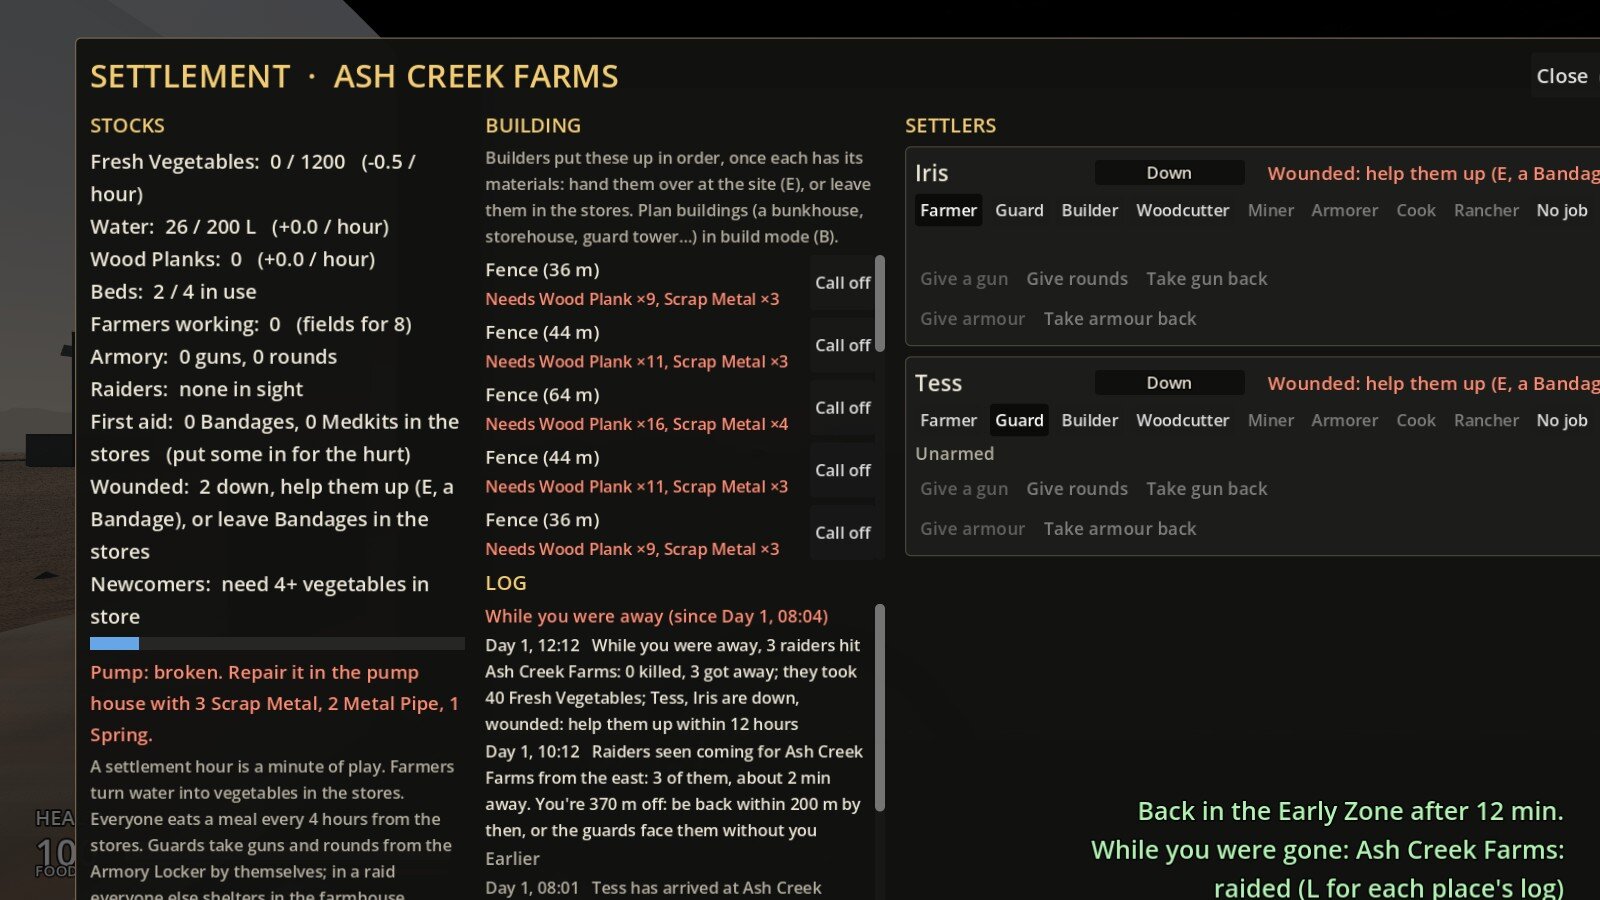 SETTLEMENT · ASH CREEK FARMS
Close
STOCKS
Fresh Vegetables: 0 / 1200 (-0.5 /
hour)
Water: 26 / 200 L (+0.0 / hour)
Wood Planks: 0 (+0.0 / hour)
Beds: 2 / 4 in use
Farmers working: 0 (fields for 8)
Armory: 0 guns, 0 rounds
Raiders: none in sight
First aid: 0 Bandages, 0 Medkits in the
stores (put some in for the hurt)
Wounded: 2 down, help them up (E, a
Bandage), or leave Bandages in the
stores
Newcomers: need 4+ vegetables in
store
Pump: broken. Repair it in the pump
house with 3 Scrap Metal, 2 Metal Pipe, 1
Spring.
A settlement hour is a minute of play. Farmers
turn water into vegetables in the stores.
Everyone eats a meal every 4 hours from the
stores. Guards take guns and rounds from the
Armory Locker by themselves; in a raid
everyone else shelters in the farmhouse
BUILDING
Builders put these up in order, once each has its
materials: hand them over at the site (E), or leave
them in the stores. Plan buildings (a bunkhouse,
storehouse, guard tower...) in build mode (B).
Fence (36 m)
Needs Wood Plank ×9, Scrap Metal ×3
Call off
Fence (44 m)
Needs Wood Plank ×11, Scrap Metal ×3
Call off
Fence (64 m)
Needs Wood Plank ×16, Scrap Metal ×4
Call off
Fence (44 m)
Needs Wood Plank ×11, Scrap Metal ×3
Call off
Fence (36 m)
Needs Wood Plank ×9, Scrap Metal ×3
Call off
LOG
While you were away (since Day 1, 08:04)
Day 1, 12:12 While you were away, 3 raiders hit
Ash Creek Farms: 0 killed, 3 got away; they took
40 Fresh Vegetables; Tess, Iris are down,
wounded: help them up within 12 hours
Day 1, 10:12 Raiders seen coming for Ash Creek
Farms from the east: 3 of them, about 2 min
away. You're 370 m off: be back within 200 m by
then, or the guards face them without you
Earlier
Day 1, 08:01 Tess has arrived at Ash Creek
SETTLERS
Iris Down Wounded: help them up (E, a Bandag
Farmer Guard Builder Woodcutter Miner Armorer Cook Rancher No job
Give a gun Give rounds Take gun back
Give armour Take armour back
Tess Down Wounded: help them up (E, a Bandag
Farmer Guard Builder Woodcutter Miner Armorer Cook Rancher No job
Unarmed
Give a gun Give rounds Take gun back
Give armour Take armour back
HEA
10
FOOD
Back in the Early Zone after 12 min.
While you were gone: Ash Creek Farms:
raided (L for each place's log)